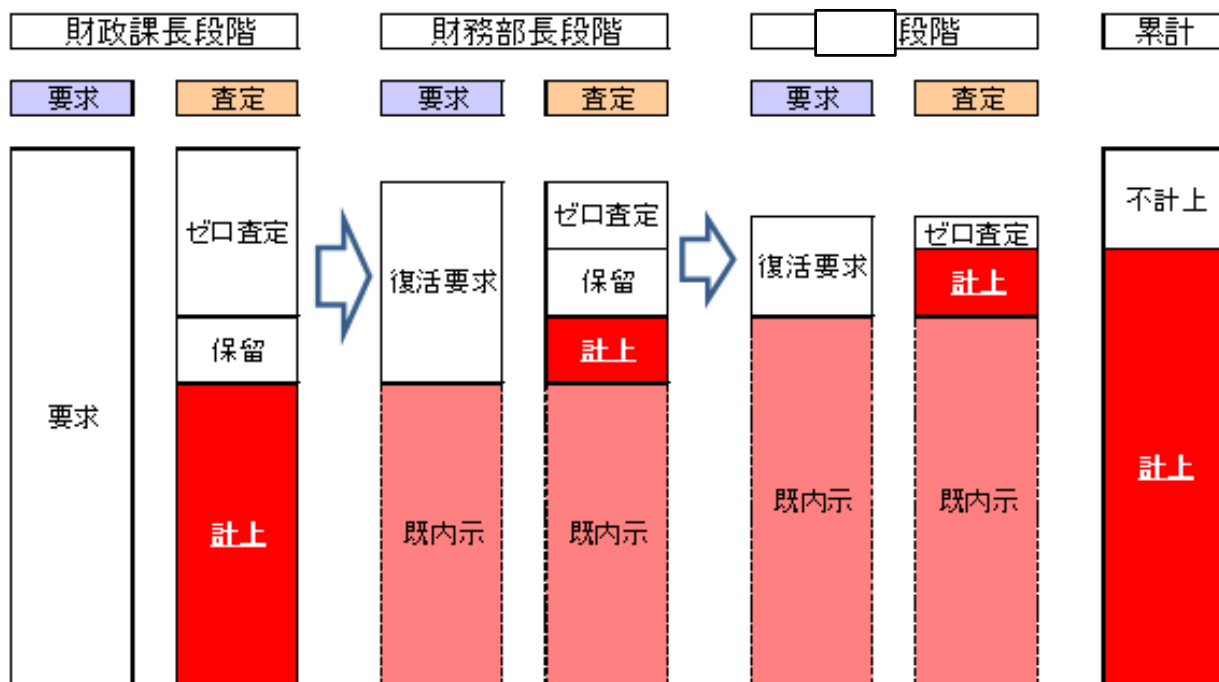 財政課長段階
財務部長段階
段階
累計
要求
査定
要求
査定
要求
査定
要求
ゼロ査定
保留
計上
復活要求
既内示
ゼロ査定
保留
計上
既内示
復活要求
既内示
ゼロ査定
計上
既内示
不計上
計上